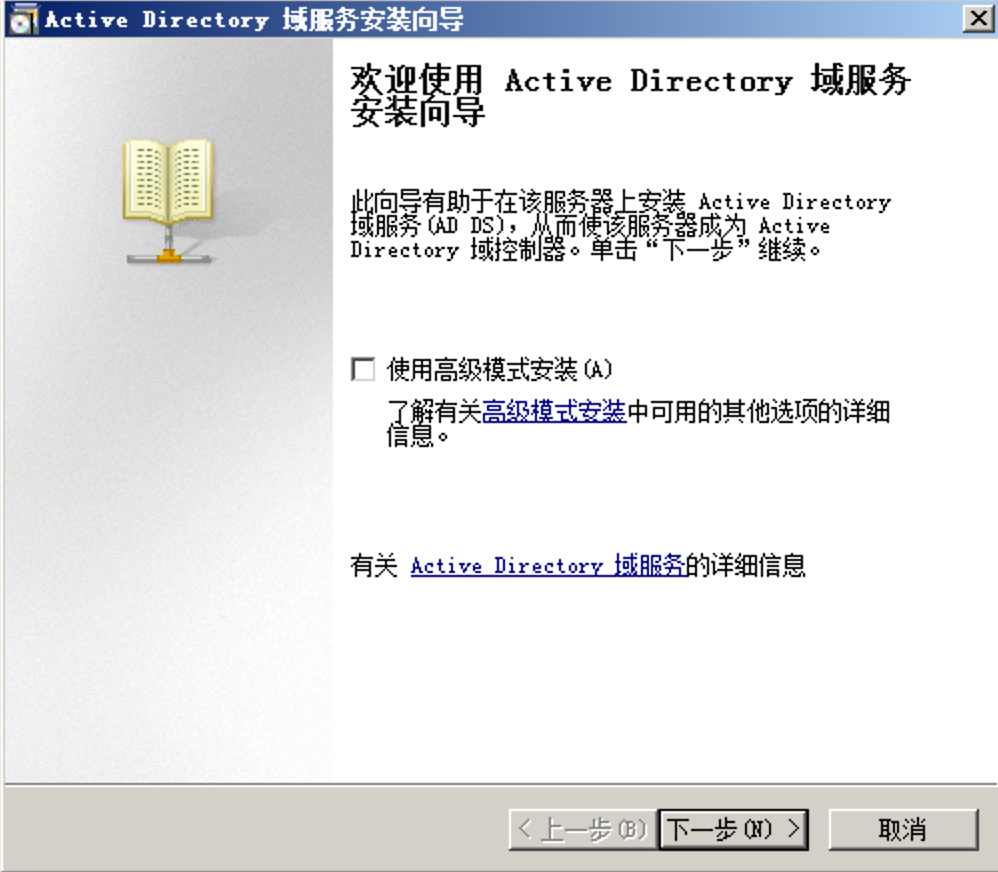 Active Directory 域服务安装向导
欢迎使用 Active Directory 域服务
安装向导
此向导有助于在该服务器上安装 Active Directory
域服务(AD DS)，从而使该服务器成为 Active
Directory 域控制器。单击“下一步”继续。
使用高级模式安装(A)
了解有关高级模式安装中可用的其他选项的详细
信息。
有关 Active Directory 域服务的详细信息
< 上一步(B) 下一步(N) > 取消